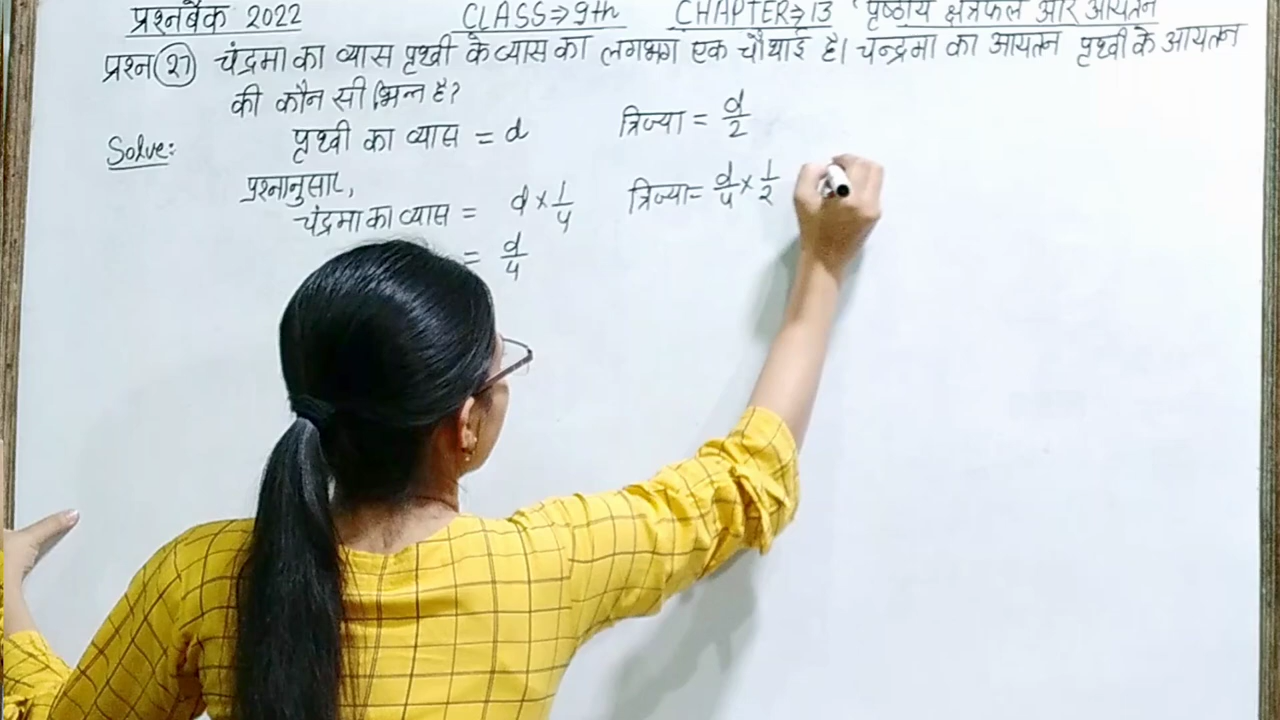 प्रश्नबैंक 2022 CLASS⇒9th CHAPTER⇒13 पृष्ठीय क्षेत्रफल और आयतन
प्रश्न 27 चंद्रमा का व्यास पृथ्वी के व्यास का लगभग एक चौथाई है। चन्द्रमा का आयतन पृथ्वी के आयतन
की कौन सी भिन्न है?
Solve: पृथ्वी का व्यास = d त्रिज्या = d/2
प्रश्नानुसार,
चंद्रमा का व्यास = d × 1/4 त्रिज्या = d/4 × 1/2
= d/4